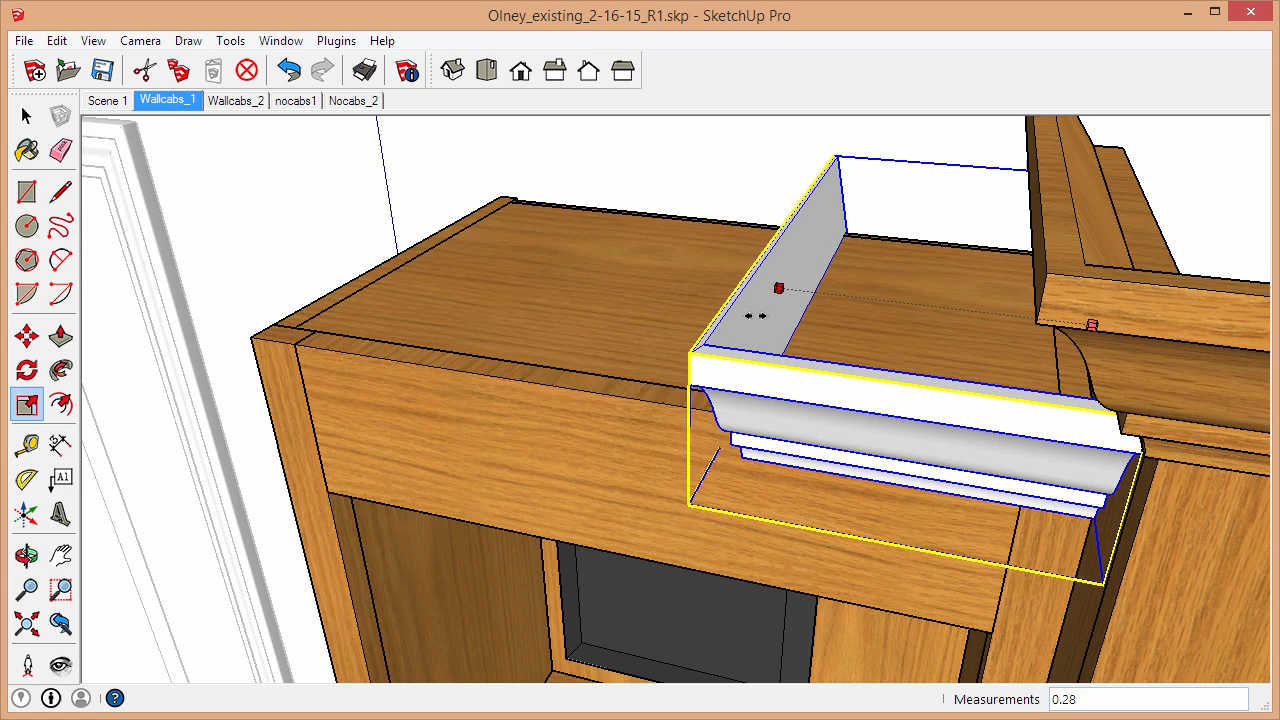 Olney_existing_2-16-15_R1.skp - SketchUp Pro
File Edit View Camera Draw Tools Window Plugins Help
Scene 1 Wallcabs_1 Wallcabs_2 nocabs1 Nocabs_2
A1
Measurements 0.28